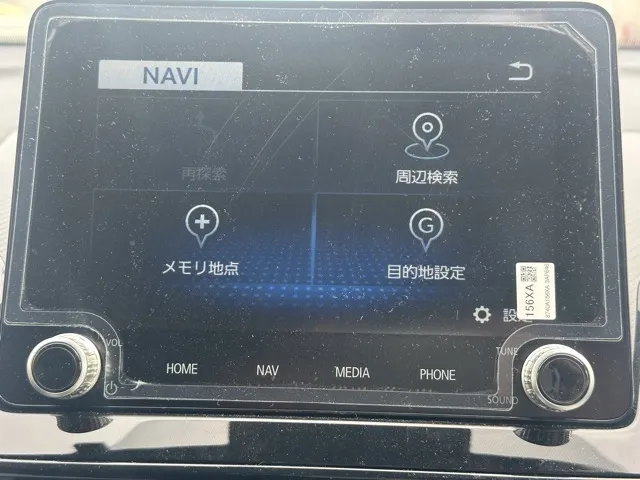 NAVI
再探索
周辺検索
メモリ地点
目的地設定
156XA
設
VOL
HOME
NAV
MEDIA
PHONE
TUNE
SOUND